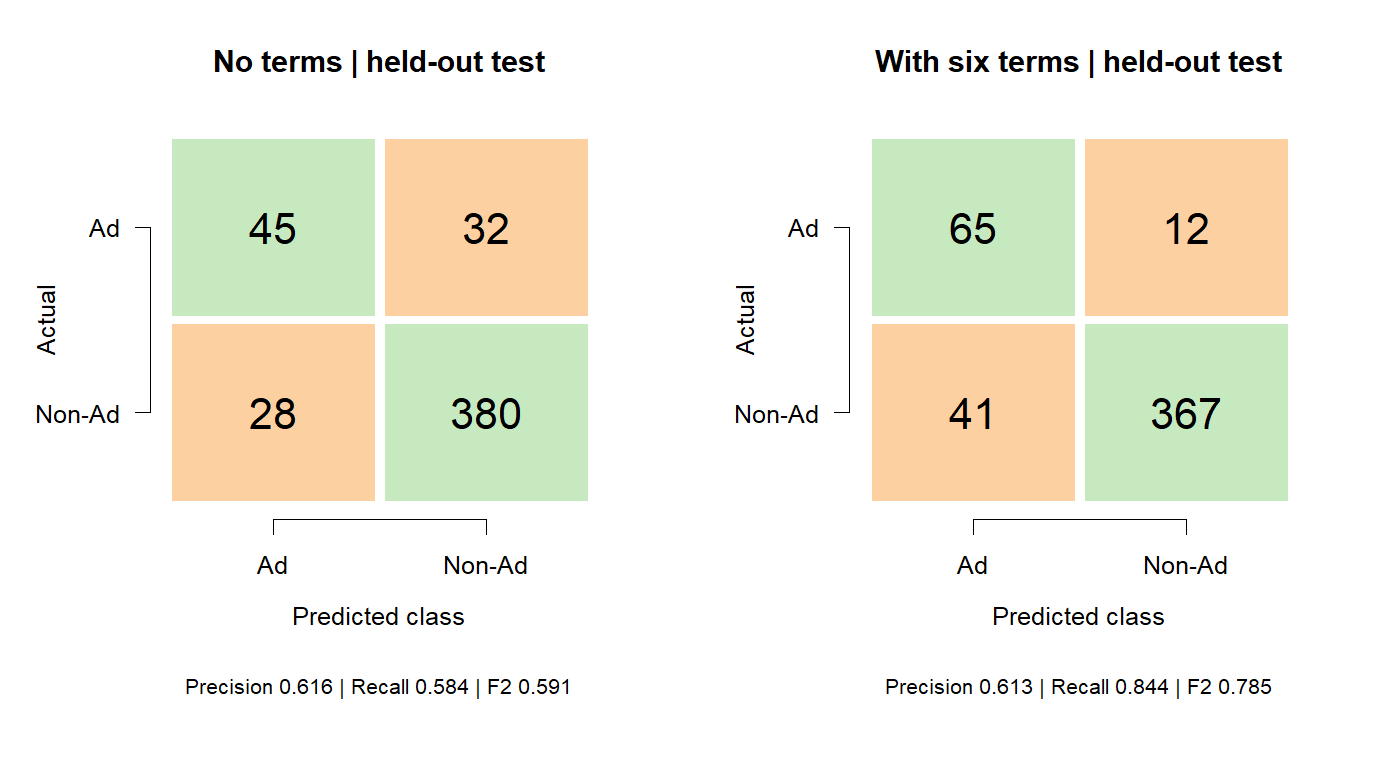 No terms | held-out test
45 32
Ad
Actual
Non-Ad
28 380
Ad Non-Ad
Predicted class
Precision 0.616 | Recall 0.584 | F2 0.591
With six terms | held-out test
65 12
Ad
Actual
Non-Ad
41 367
Ad Non-Ad
Predicted class
Precision 0.613 | Recall 0.844 | F2 0.785